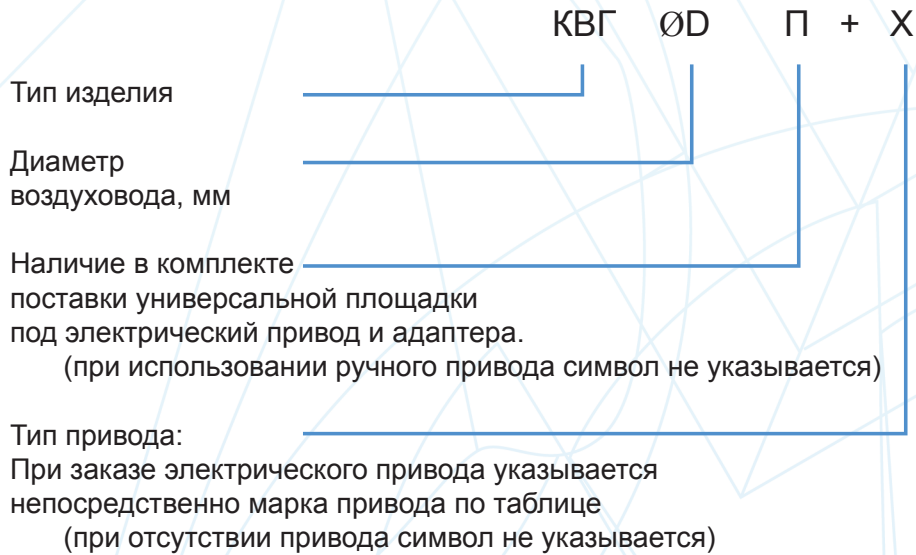 КВГ ØD П + X
Тип изделия
Диаметр
воздуховода, мм
Наличие в комплекте
поставки универсальной площадки
под электрический привод и адаптера.
(при использовании ручного привода символ не указывается)
Тип привода:
При заказе электрического привода указывается
непосредственно марка привода по таблице
(при отсутствии привода символ не указывается)